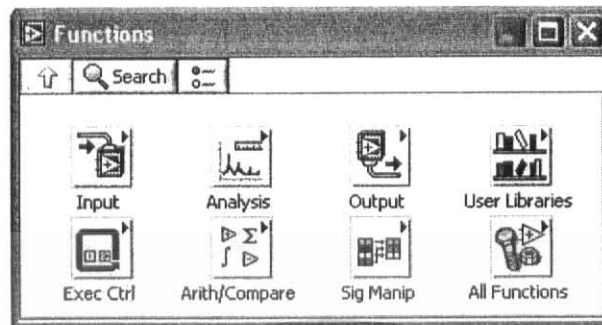 Functions
Search
Input Analysis Output User Libraries
Exec Ctrl Arith/Compare Sig Manip All Functions